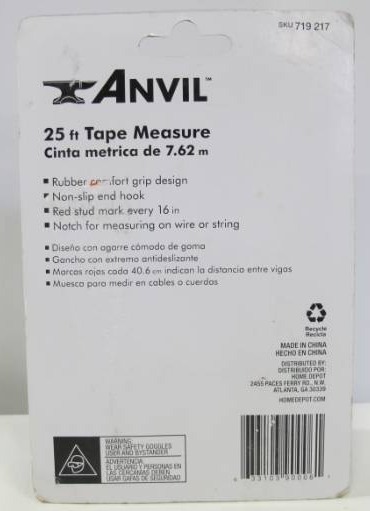 SKU 719 217
ANVIL™
25 ft Tape Measure
Cinta metrica de 7.62 m
▪ Rubber comfort grip design
▪ Non-slip end hook
▪ Red stud mark every 16 in
▪ Notch for measuring on wire or string
▪ Diseño con agarre cómodo de goma
▪ Gancho con extremo antideslizante
▪ Marcas rojas cada 40.6 cm indican la distancia entre vigas
▪ Muesca para medir en cables o cuerdas
Recycle
Recicla
MADE IN CHINA
HECHO EN CHINA
DISTRIBUTED BY:
DISTRIBUIDO POR:
HOME DEPOT
2455 PACES FERRY RD., N.W.
ATLANTA, GA 30339
HOMEDEPOT.COM
WARNING:
WEAR SAFETY GOGGLES
USER AND BYSTANDER
ADVERTENCIA:
EL USUARIO Y PERSONAS EN
LAS CERCANÍAS DEBEN
USAR GAFAS DE SEGURIDAD